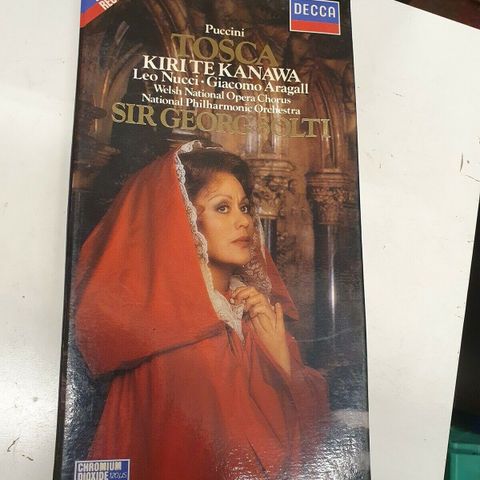 DECCA
Puccini
TOSCA
KIRI TE KANAWA
Leo Nucci · Giacomo Aragall
Welsh National Opera Chorus
National Philharmonic Orchestra
SIR GEORG SOLTI
CHROMIUM
DIOXIDE 120µS